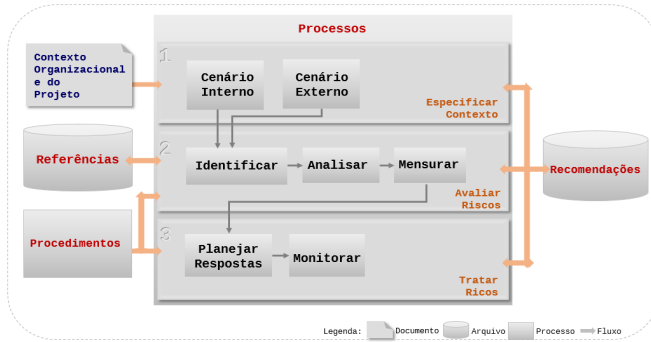 Processos
Contexto
Organizacional
e do
Projeto
1
Cenário
Interno
Cenário
Externo
Especificar
Contexto
Referências
2
Identificar
Analisar
Mensurar
Avaliar
Riscos
Recomendações
Procedimentos
3
Planejar
Respostas
Monitorar
Tratar
Ricos
Legenda:
Documento
Arquivo
Processo
Fluxo